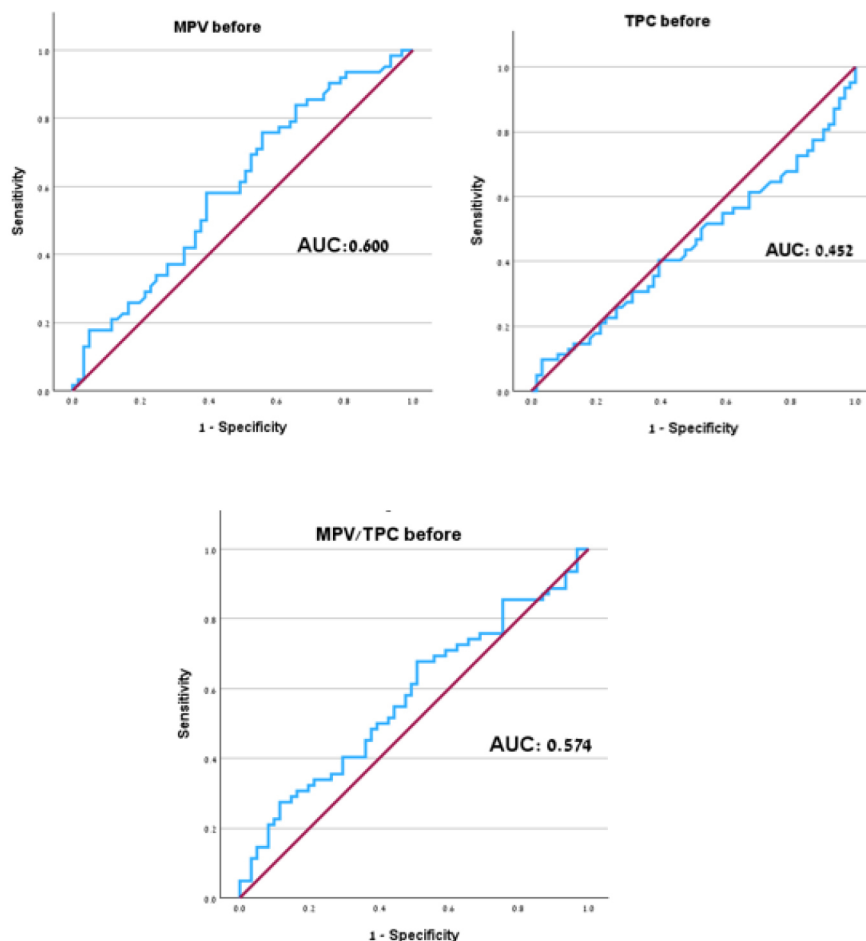 MPV before
1.0
0.8
0.6
0.4
0.2
0.0
Sensitivity
AUC:0.600
0.0 0.2 0.4 0.6 0.8 1.0
1 - Specificity
TPC before
1.0
0.8
0.6
0.4
0.2
0.0
Sensitivity
AUC: 0.452
0.0 0.2 0.4 0.6 0.8 1.0
1 - Specificity
MPV/TPC before
1.0
0.8
0.6
0.4
0.2
0.0
Sensitivity
AUC: 0.574
0.0 0.2 0.4 0.6 0.8 1.0
1 - Specificity